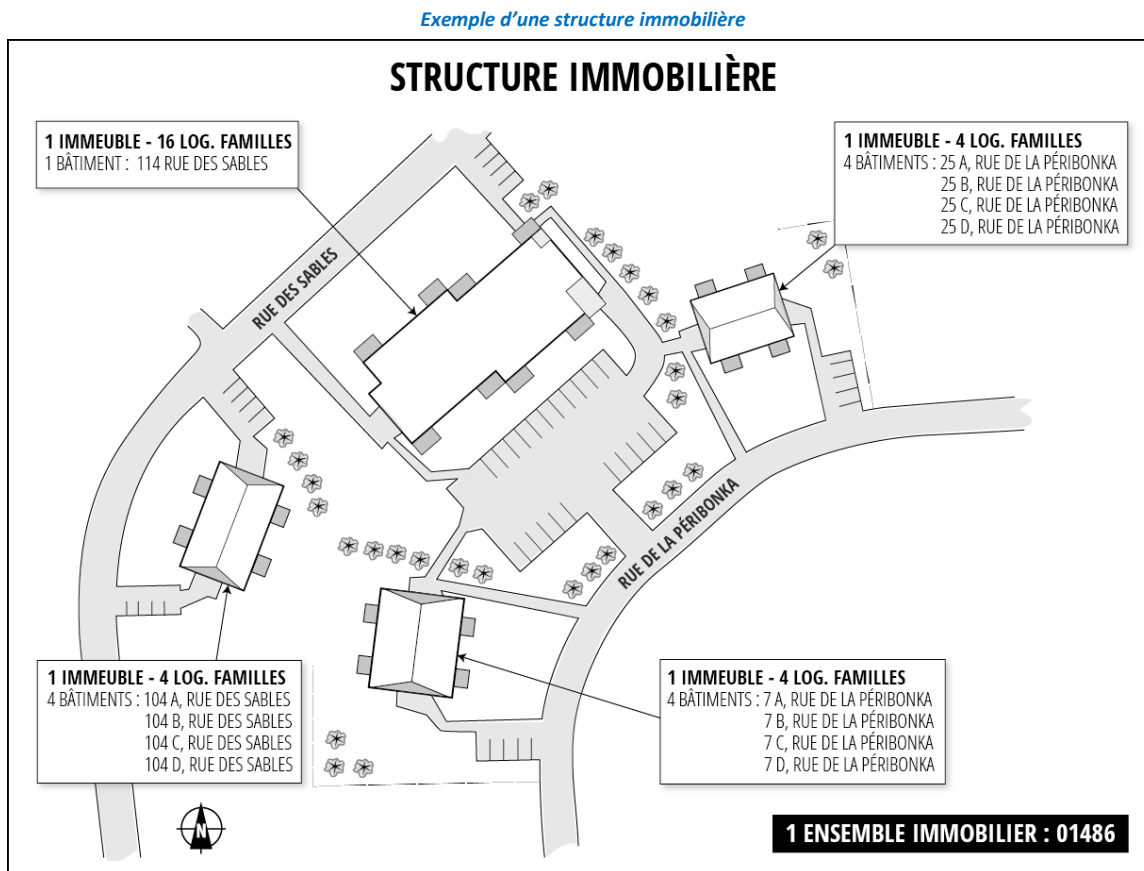 Exemple d'une structure immobilière
STRUCTURE IMMOBILIÈRE
1 IMMEUBLE - 16 LOG. FAMILLES
1 BÂTIMENT : 114 RUE DES SABLES
1 IMMEUBLE - 4 LOG. FAMILLES
4 BÂTIMENTS : 25 A, RUE DE LA PÉRIBONKA
25 B, RUE DE LA PÉRIBONKA
25 C, RUE DE LA PÉRIBONKA
25 D, RUE DE LA PÉRIBONKA
RUE DES SABLES
RUE DE LA PÉRIBONKA
1 IMMEUBLE - 4 LOG. FAMILLES
4 BÂTIMENTS : 104 A, RUE DES SABLES
104 B, RUE DES SABLES
104 C, RUE DES SABLES
104 D, RUE DES SABLES
1 IMMEUBLE - 4 LOG. FAMILLES
4 BÂTIMENTS : 7 A, RUE DE LA PÉRIBONKA
7 B, RUE DE LA PÉRIBONKA
7 C, RUE DE LA PÉRIBONKA
7 D, RUE DE LA PÉRIBONKA
N
1 ENSEMBLE IMMOBILIER : 01486